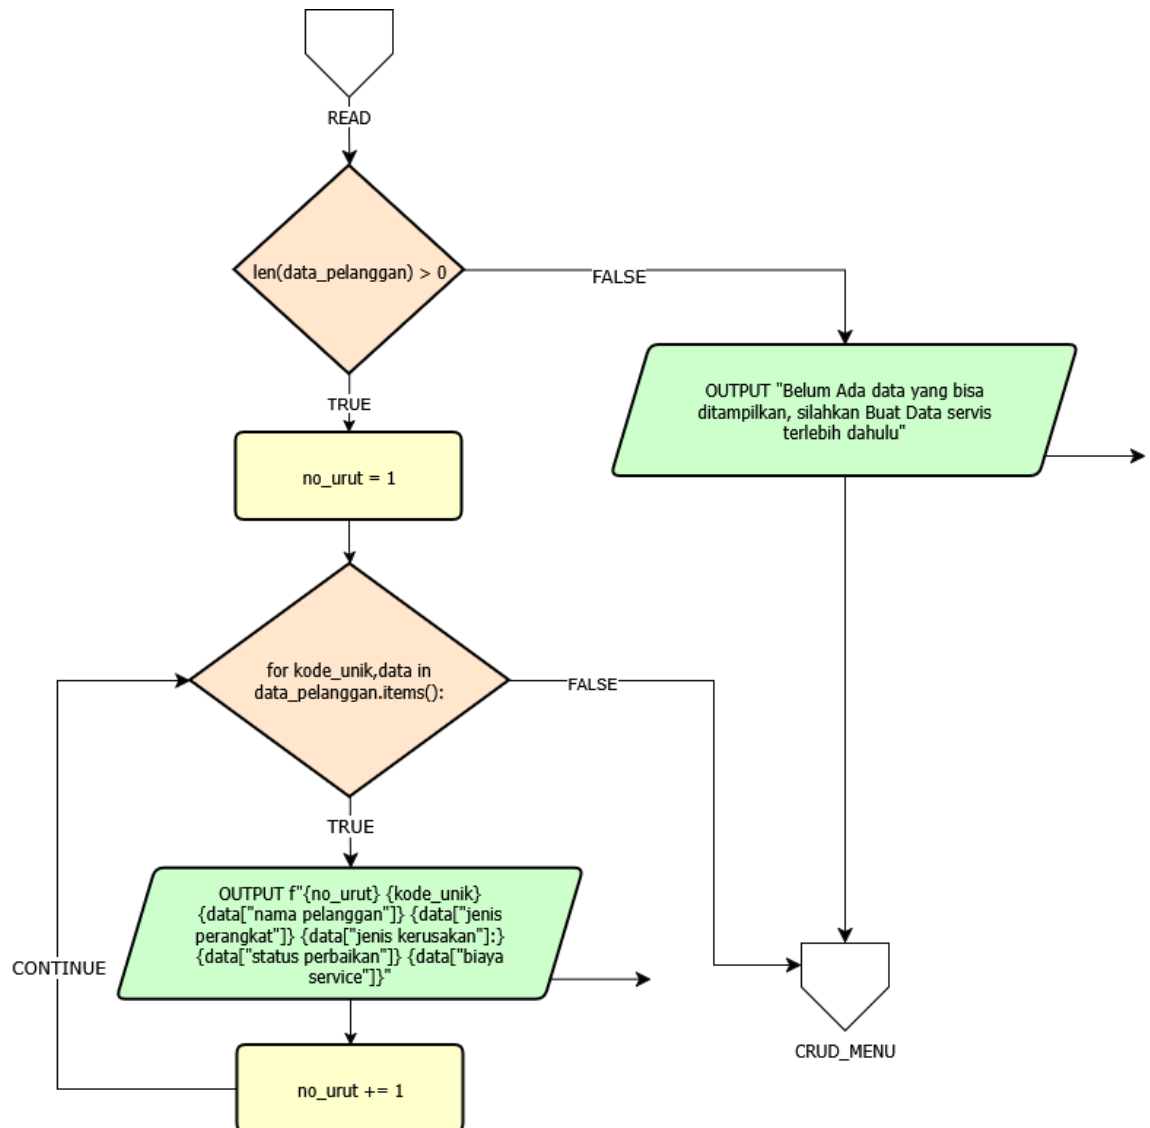 READ
len(data_pelanggan) > 0
FALSE
TRUE
OUTPUT "Belum Ada data yang bisa
ditampilkan, silahkan Buat Data servis
terlebih dahulu"
no_urut = 1
for kode_unik,data in
data_pelanggan.items():
FALSE
TRUE
OUTPUT f"{no_urut} {kode_unik}
{data["nama pelanggan"]} {data["jenis
perangkat"]} {data["jenis kerusakan"]:}
{data["status perbaikan"]} {data["biaya
service"]}"
CONTINUE
CRUD_MENU
no_urut += 1